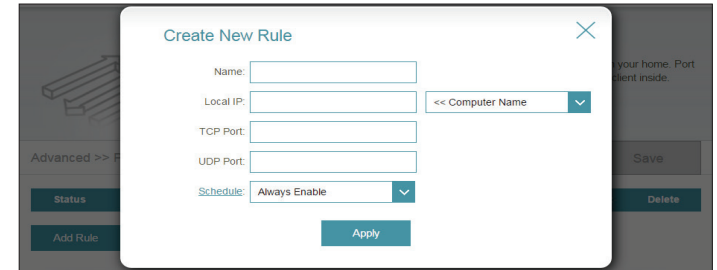 Create New Rule
your home. Port
client inside.
Name:
Local IP:
<< Computer Name
TCP Port:
UDP Port:
Advanced >> P
Save
Schedule:
Always Enable
Status
Delete
Apply
Add Rule